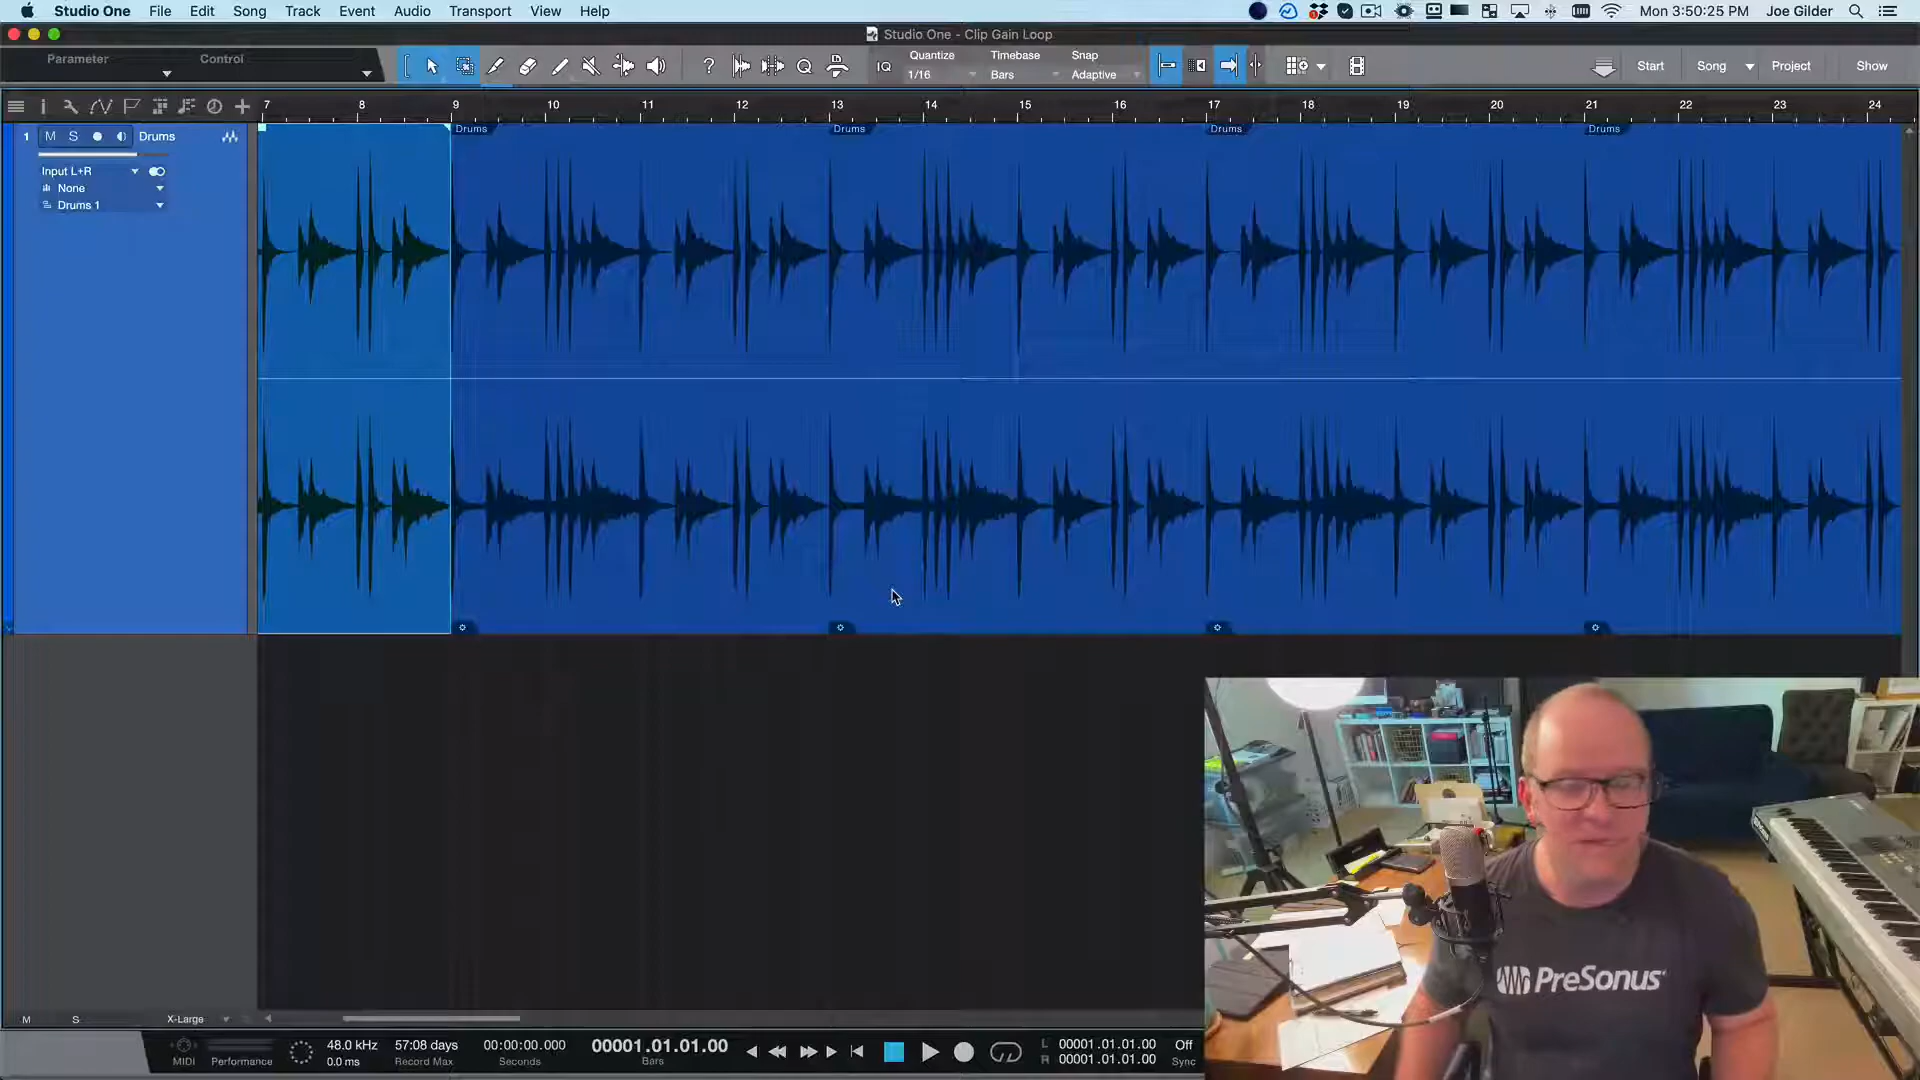 Studio One File Edit Song Track Event Audio Transport View Help
Mon 3:50:25 PM Joe Gilder
Studio One - Clip Gain Loop
Parameter Control
Quantize Timebase Snap
IQ 1/16 Bars Adaptive
Start Song Project Show
7 8 9 10 11 12 13 14 15 16 17 18 19 20 21 22 23 24
1 M S Drums
Drums Drums Drums Drums
Input L+R
None
Drums 1
PreSonus
M S X-Large
MIDI
Performance
48.0 kHz
0.0 ms
57:08 days
Record Max
00:00:00.000
Seconds
00001.01.01.00
Bars
L 00001.01.01.00
R 00001.01.01.00
Off
Sync